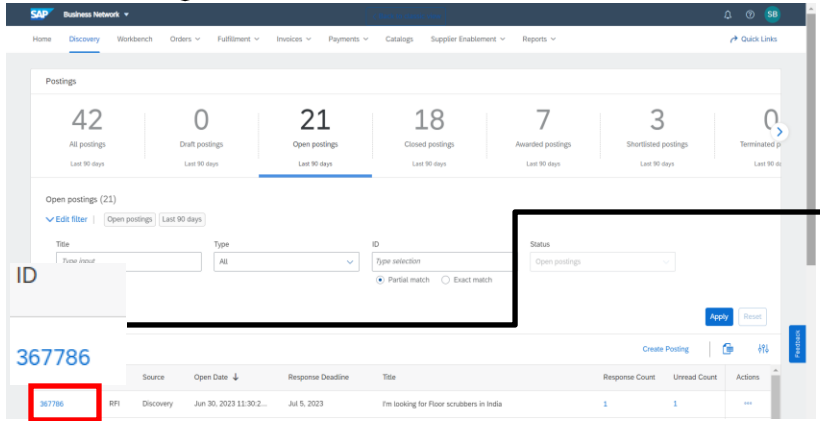 SAP Business Network
SB
Home Discovery Workbench Orders Fulfillment Invoices Payments Catalogs Supplier Enablement Reports Quick Links
Postings
42 0 21 18 7 3 0
All postings Draft postings Open postings Closed postings Awarded postings Shortlisted postings Terminated p
Last 90 days Last 90 days Last 90 days Last 90 days Last 90 days Last 90 days Last 90 da
Open postings (21)
Edit filter Open postings Last 90 days
Title Type ID Status
Type input All Type selection Open postings
Partial match Exact match
ID
Apply Reset
Feedback
Create Posting
367786
Source Open Date ↓ Response Deadline Title Response Count Unread Count Actions
367786 RFI Discovery Jun 30, 2023 11:30:2... Jul 5, 2023 I'm looking for Floor scrubbers in India 1 1 ...